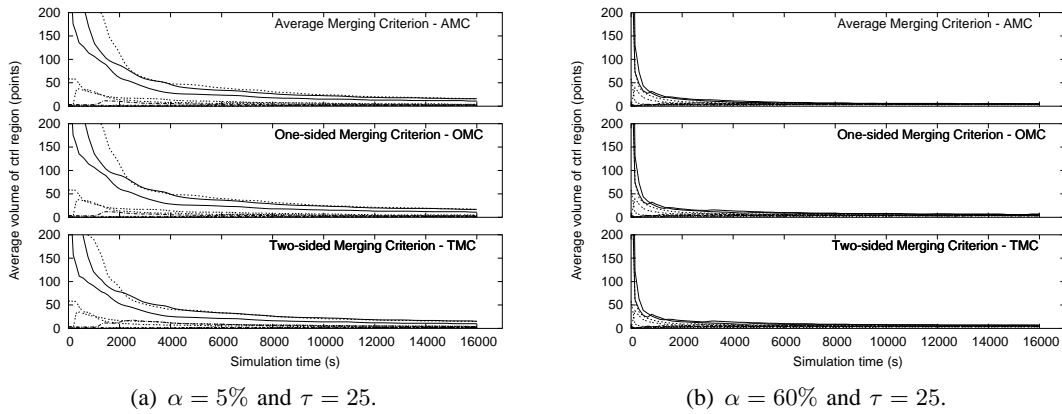 Average volume of ctrl region (points)
200
150
100
50
0
Average Merging Criterion - AMC
200
150
100
50
0
One-sided Merging Criterion - OMC
200
150
100
50
0
Two-sided Merging Criterion - TMC
0 2000 4000 6000 8000 10000 12000 14000 16000
Simulation time (s)
(a) α = 5% and τ = 25.
Average volume of ctrl region (points)
200
150
100
50
0
Average Merging Criterion - AMC
200
150
100
50
0
One-sided Merging Criterion - OMC
200
150
100
50
0
Two-sided Merging Criterion - TMC
0 2000 4000 6000 8000 10000 12000 14000 16000
Simulation time (s)
(b) α = 60% and τ = 25.